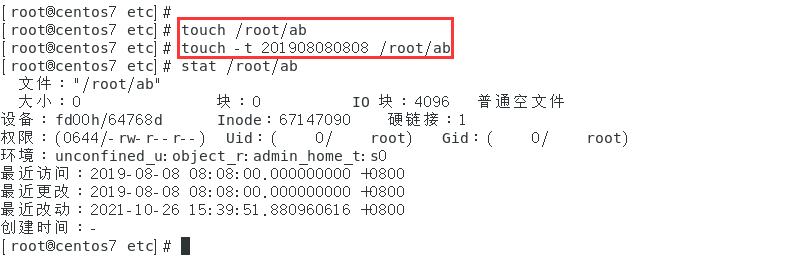 [root@centos7 etc]#
[root@centos7 etc]# touch /root/ab
[root@centos7 etc]# touch -t 201908080808 /root/ab
[root@centos7 etc]# stat /root/ab
  文件："/root/ab"
  大小：0               块：0          IO 块：4096   普通空文件
设备：fd00h/64768d      Inode：67147090    硬链接：1
权限：(0644/-rw-r--r--)  Uid：(    0/    root)   Gid：(    0/    root)
环境：unconfined_u:object_r:admin_home_t:s0
最近访问：2019-08-08 08:08:00.000000000 +0800
最近更改：2019-08-08 08:08:00.000000000 +0800
最近改动：2021-10-26 15:39:51.880960616 +0800
创建时间：-
[root@centos7 etc]#